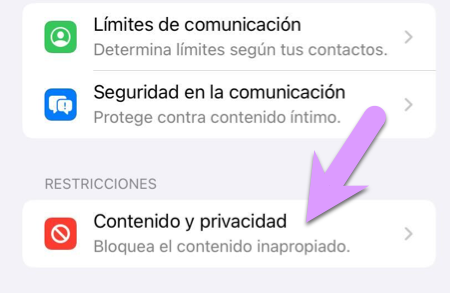 Límites de comunicación
Determina límites según tus contactos.
Seguridad en la comunicación
Protege contra contenido íntimo.
RESTRICCIONES
Contenido y privacidad
Bloquea el contenido inapropiado.